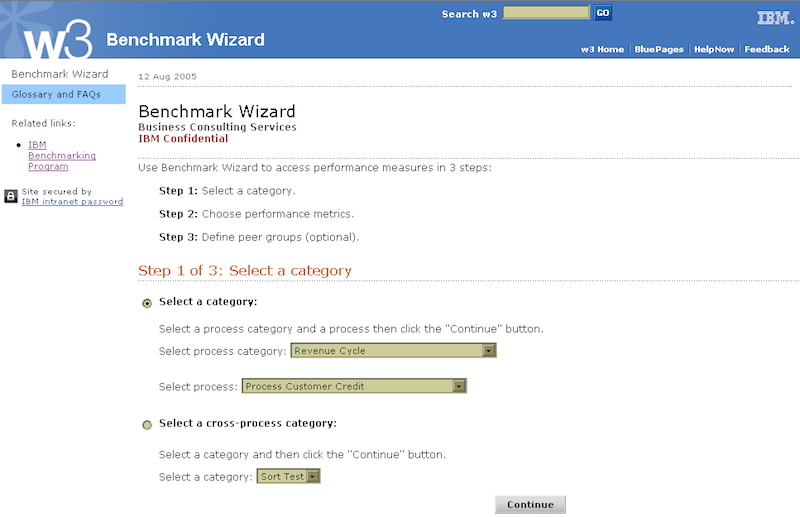 Search w3
GO
IBM.
w3 Benchmark Wizard
w3 Home BluePages HelpNow Feedback
Benchmark Wizard
Glossary and FAQs
Related links:
IBM
Benchmarking
Program
Site secured by
IBM intranet password
12 Aug 2005
Benchmark Wizard
Business Consulting Services
IBM Confidential
Use Benchmark Wizard to access performance measures in 3 steps:
Step 1: Select a category.
Step 2: Choose performance metrics.
Step 3: Define peer groups (optional).
Step 1 of 3: Select a category
Select a category:
Select a process category and a process then click the "Continue" button.
Select process category: Revenue Cycle
Select process: Process Customer Credit
Select a cross-process category:
Select a category and then click the "Continue" button.
Select a category: Sort Test
Continue